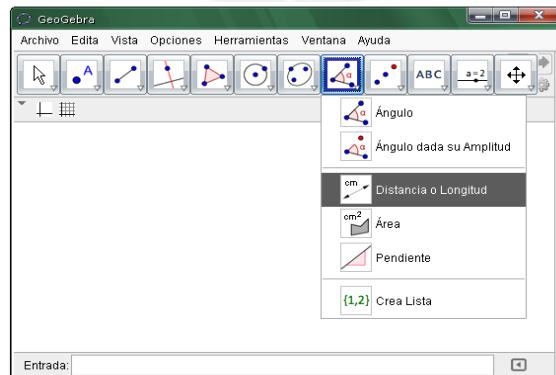 GeoGebra
Archivo Edita Vista Opciones Herramientas Ventana Ayuda
A α ABC a=2
α Ángulo
α Ángulo dada su Amplitud
cm Distancia o Longitud
cm² Área
Pendiente
{1,2} Crea Lista
Entrada: